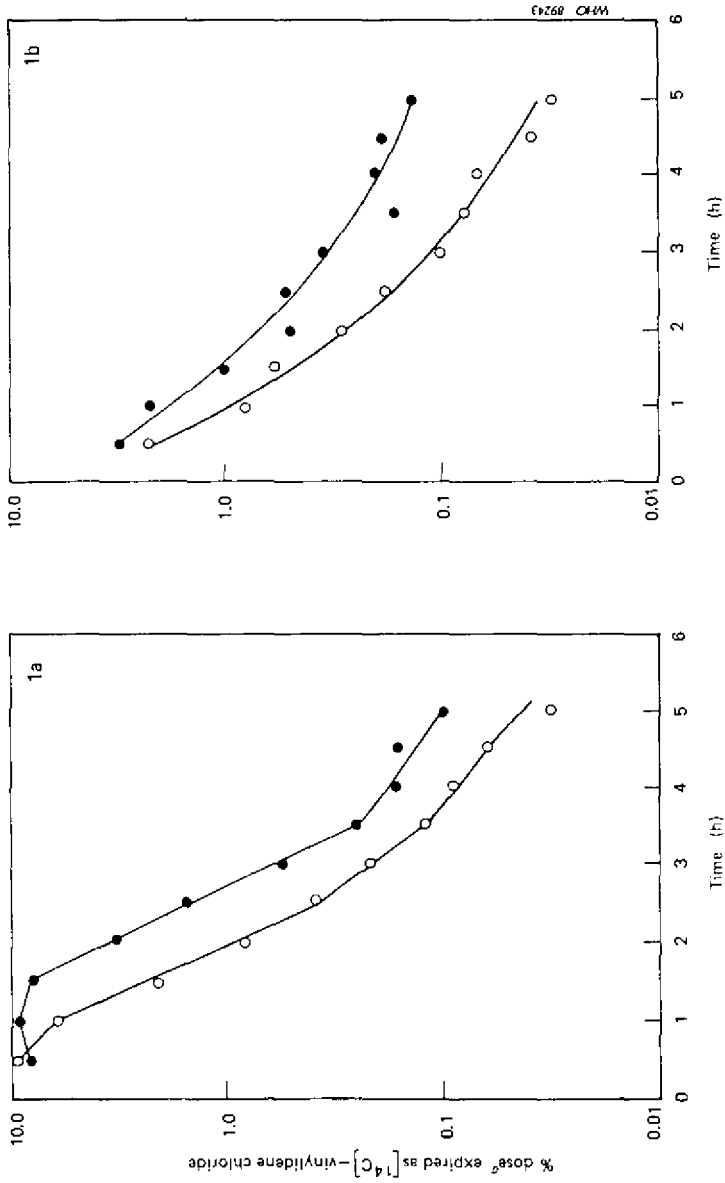 % dose^a expired as [14C]-vinylidene chloride
10.0
1.0
0.1
0.01
1a
0 1 2 3 4 5 6
Time (h)
10.0
1.0
0.1
0.01
1b
0 1 2 3 4 5 6
Time (h)
WHO 89243